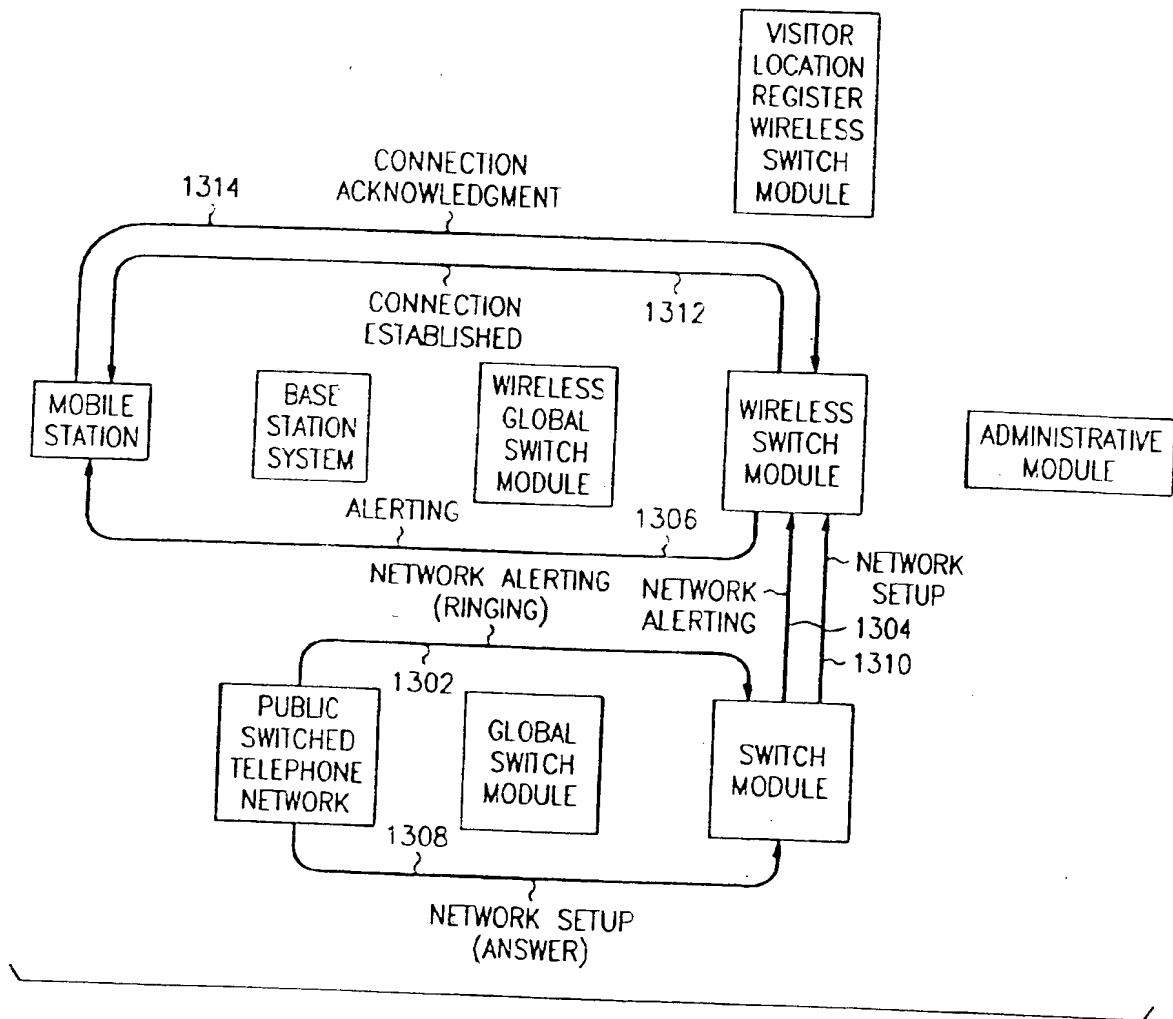 VISITOR
LOCATION
REGISTER
WIRELESS
SWITCH
MODULE
CONNECTION
ACKNOWLEDGMENT
1314
CONNECTION
ESTABLISHED
1312
MOBILE
STATION
BASE
STATION
SYSTEM
WIRELESS
GLOBAL
SWITCH
MODULE
WIRELESS
SWITCH
MODULE
ADMINISTRATIVE
MODULE
ALERTING
1306
NETWORK ALERTING
(RINGING)
NETWORK
ALERTING
NETWORK
SETUP
1304
1310
1302
PUBLIC
SWITCHED
TELEPHONE
NETWORK
GLOBAL
SWITCH
MODULE
SWITCH
MODULE
1308
NETWORK SETUP
(ANSWER)